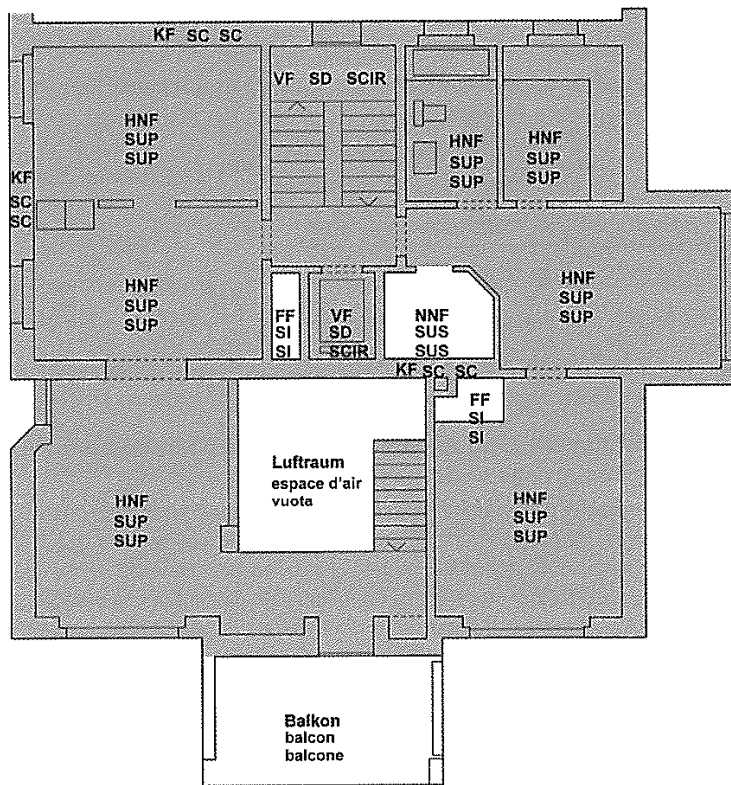 KF SC SC
VF SD SCIR
HNF
SUP
SUP
HNF
SUP
SUP
HNF
SUP
SUP
KF
SC
SC
HNF
SUP
SUP
HNF
SUP
SUP
FF
SI
SI
VF
SD
SCIR
NNF
SUS
SUS
KF SC SC
FF
SI
SI
Luftraum
espace d'air
vuota
HNF
SUP
SUP
HNF
SUP
SUP
Balkon
balcon
balcone